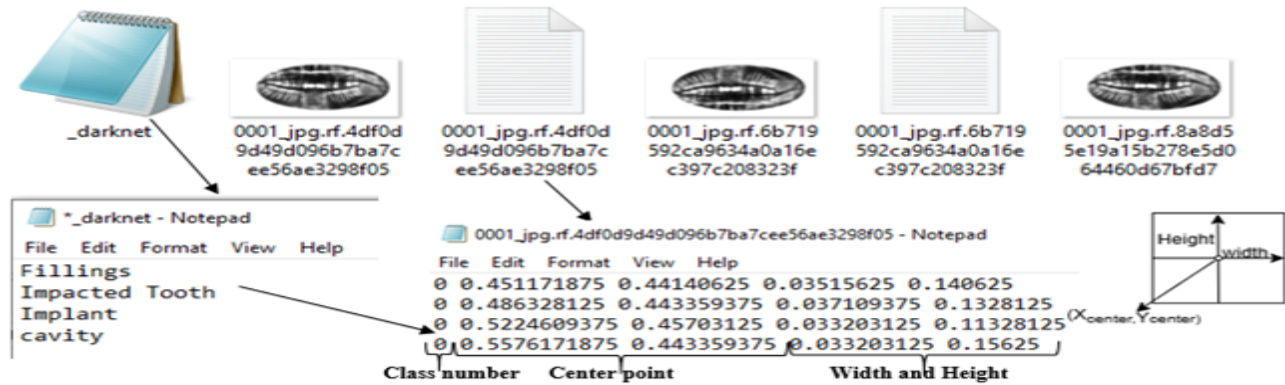 _darknet
0001_jpg.rf.4df0d
9d49d096b7ba7c
ee56ae3298f05
0001_jpg.rf.4df0d
9d49d096b7ba7c
ee56ae3298f05
0001_jpg.rf.6b719
592ca9634a0a16e
c397c208323f
0001_jpg.rf.6b719
592ca9634a0a16e
c397c208323f
0001_jpg.rf.8a8d5
5e19a15b278e5d0
64460d67bfd7
*_darknet - Notepad
File Edit Format View Help
Fillings
Impacted Tooth
Implant
cavity
0001_jpg.rf.4df0d9d49d096b7ba7cee56ae3298f05 - Notepad
File Edit Format View Help
0 0.451171875 0.44140625 0.03515625 0.140625
0 0.486328125 0.443359375 0.037109375 0.1328125
0 0.5224609375 0.45703125 0.033203125 0.11328125
0 0.5576171875 0.443359375 0.033203125 0.15625
Class number Center point Width and Height
Height
width
(Xcenter,Ycenter)